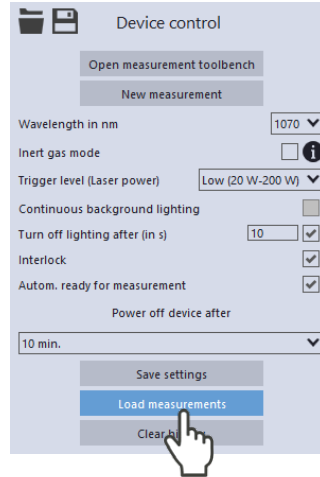 Device control
Open measurement toolbench
New measurement
Wavelength in nm 1070
Inert gas mode
Trigger level (Laser power) Low (20 W-200 W)
Continuous background lighting
Turn off lighting after (in s) 10
Interlock
Autom. ready for measurement
Power off device after
10 min.
Save settings
Load measurements
Clear